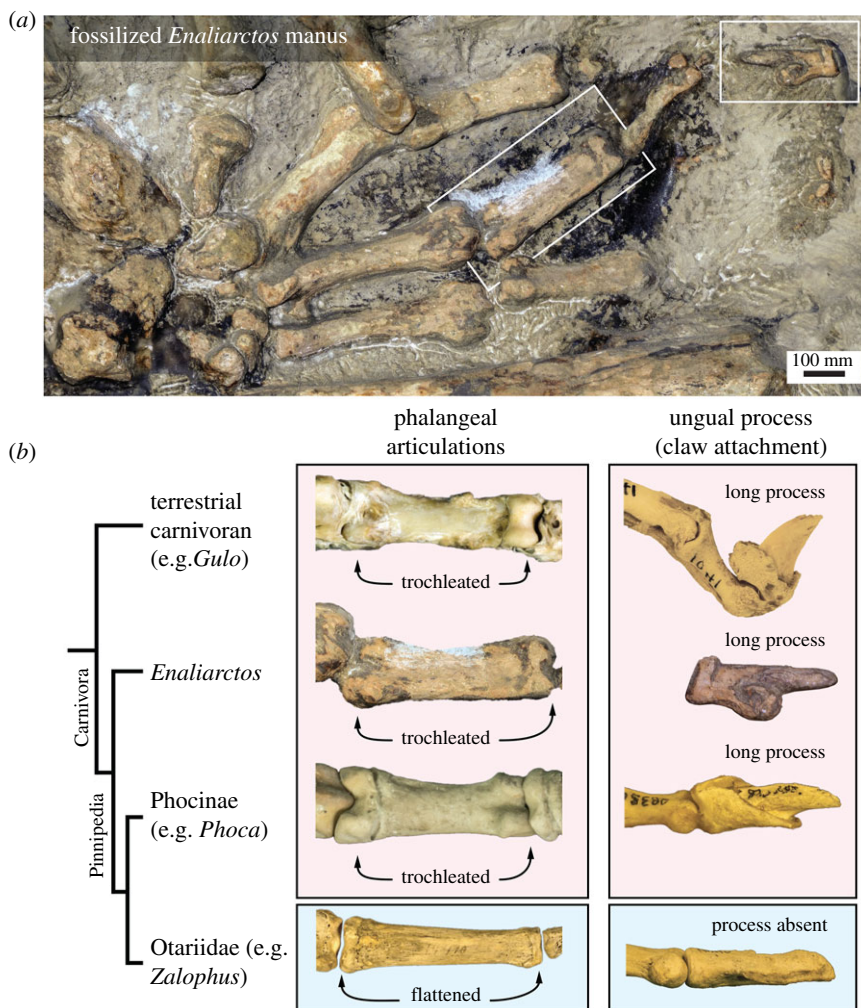 (a)
fossilized Enaliarctos manus
100 mm
(b)
phalangeal
articulations
ungual process
(claw attachment)
Carnivora
Pinnipedia
terrestrial
carnivoran
(e.g.Gulo)
trochleated
long process
Enaliarctos
trochleated
long process
Phocinae
(e.g. Phoca)
trochleated
long process
Otariidae (e.g.
Zalophus)
flattened
process absent